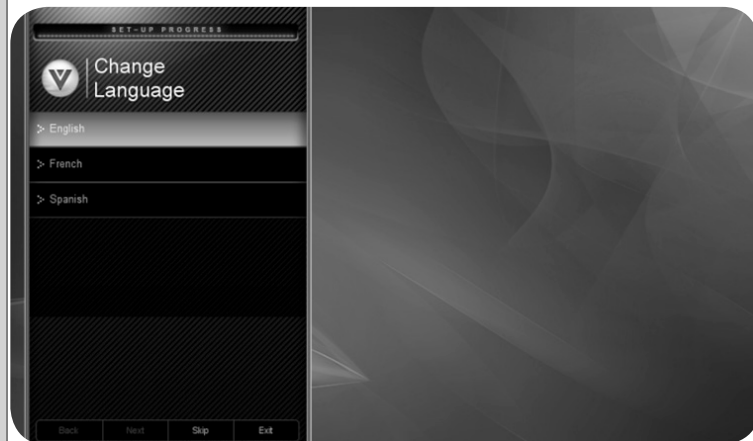 SET-UP PROGRESS
Change
Language
> English
> French
> Spanish
Back Next Skip Exit